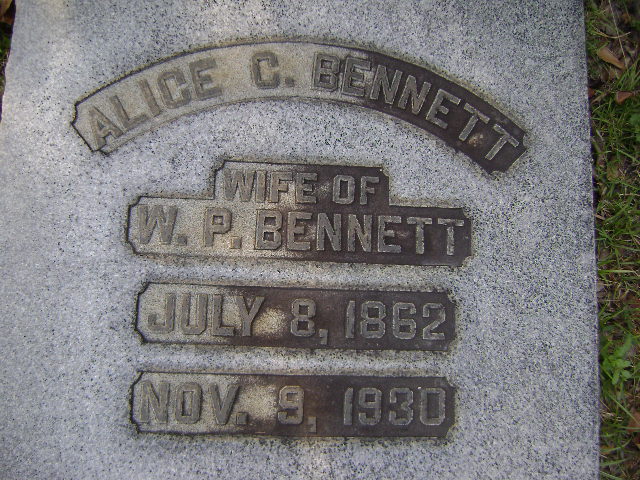 ALICE C. BENNETT
WIFE OF
W. P. BENNETT
JULY 8, 1862
NOV. 9, 1930